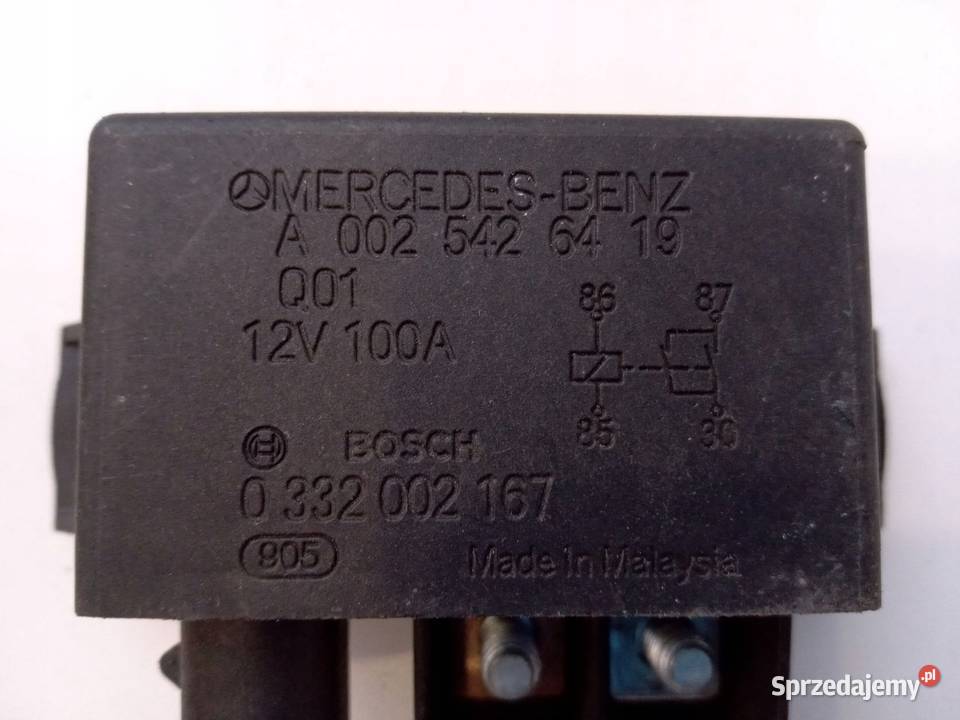 MERCEDES-BENZ
A 002 542 64 19
Q01
12V 100A
86 87
85 30
BOSCH
0 332 002 167
905
Made in Malaysia
Sprzedajemy.pl